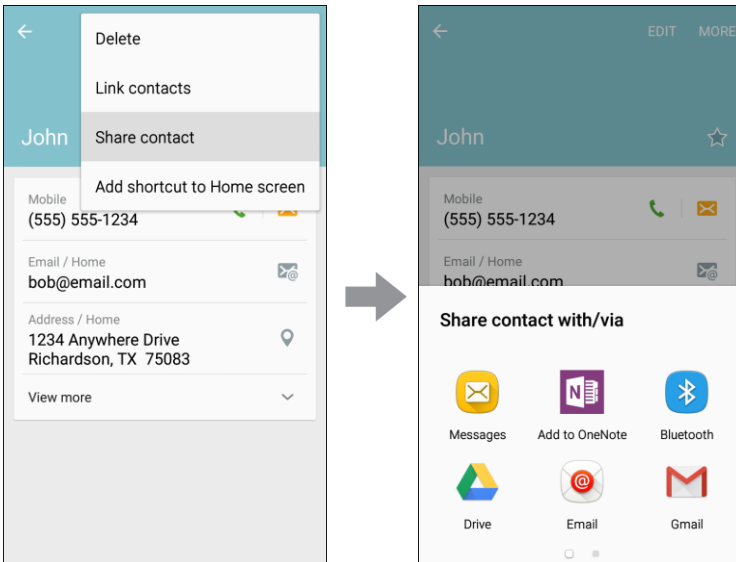 Delete
Link contacts
Share contact
Add shortcut to Home screen
John
Mobile
(555) 555-1234
Email / Home
bob@email.com
Address / Home
1234 Anywhere Drive
Richardson, TX 75083
View more
EDIT MORE
John
Mobile
(555) 555-1234
Email / Home
bob@email.com
Share contact with/via
Messages Add to OneNote Bluetooth
Drive Email Gmail